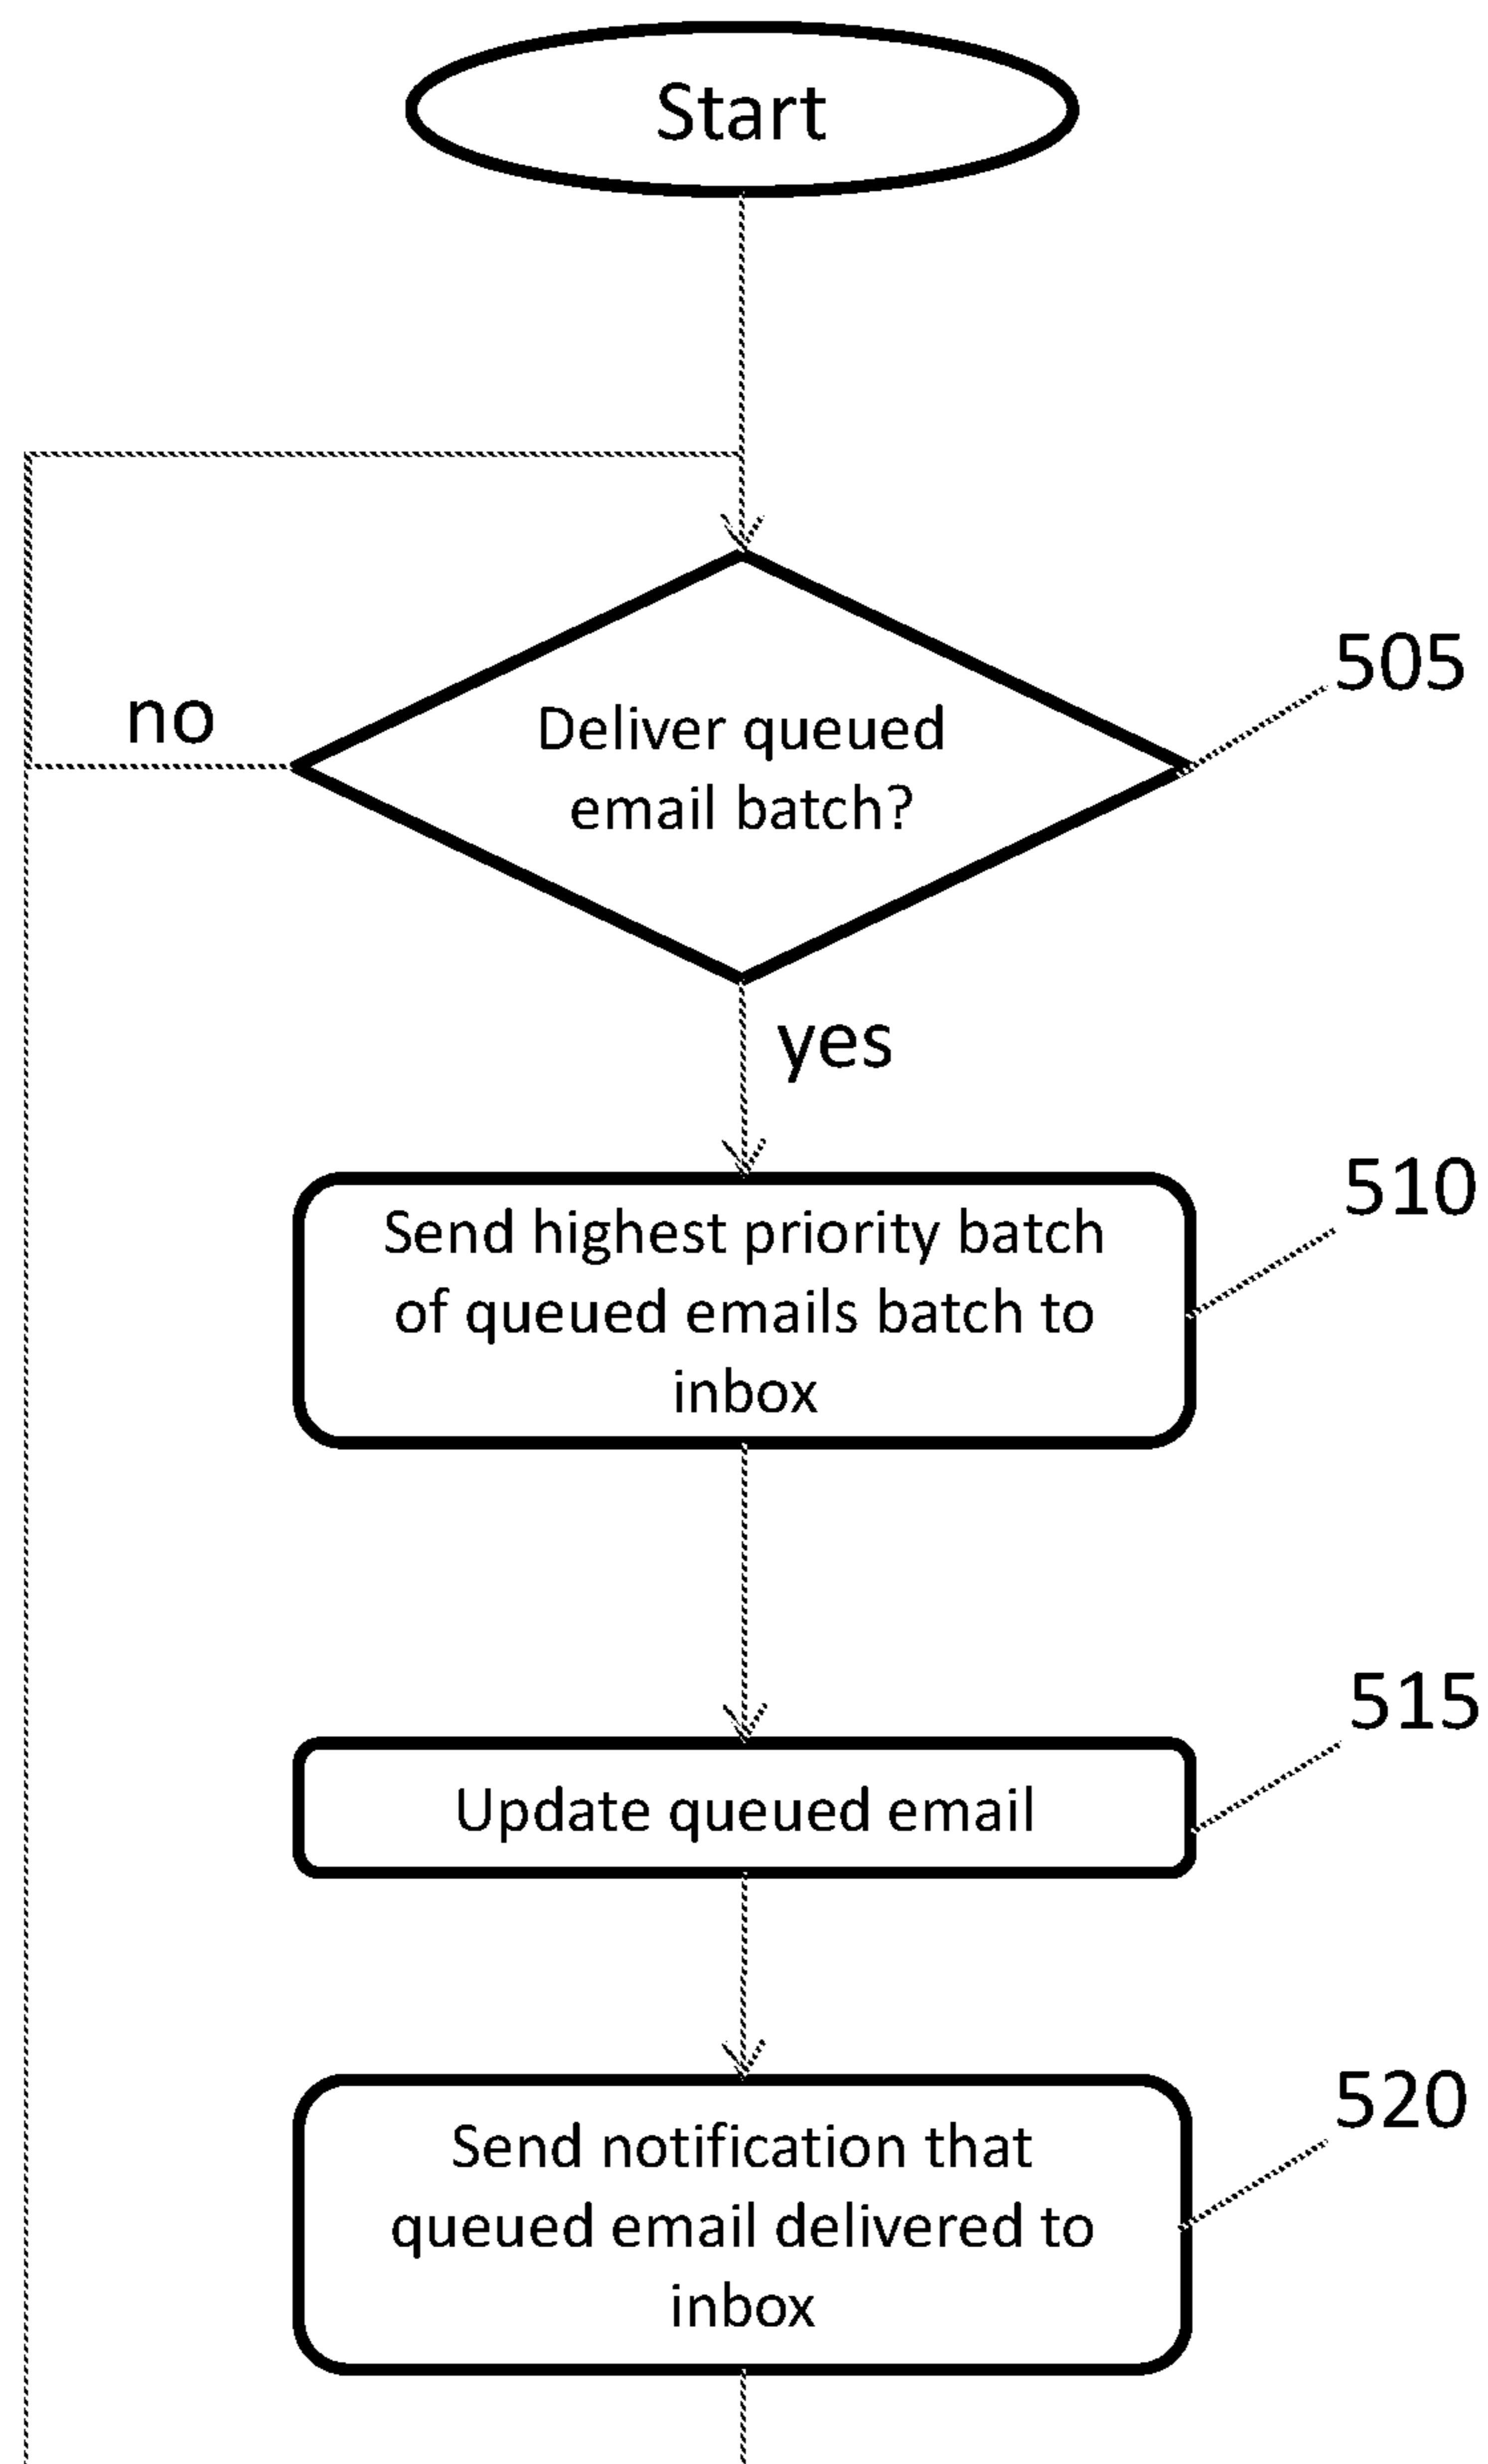 Start
505
no
Deliver queued
email batch?
yes
510
Send highest priority batch
of queued emails batch to
inbox
515
Update queued email
520
Send notification that
queued email delivered to
inbox